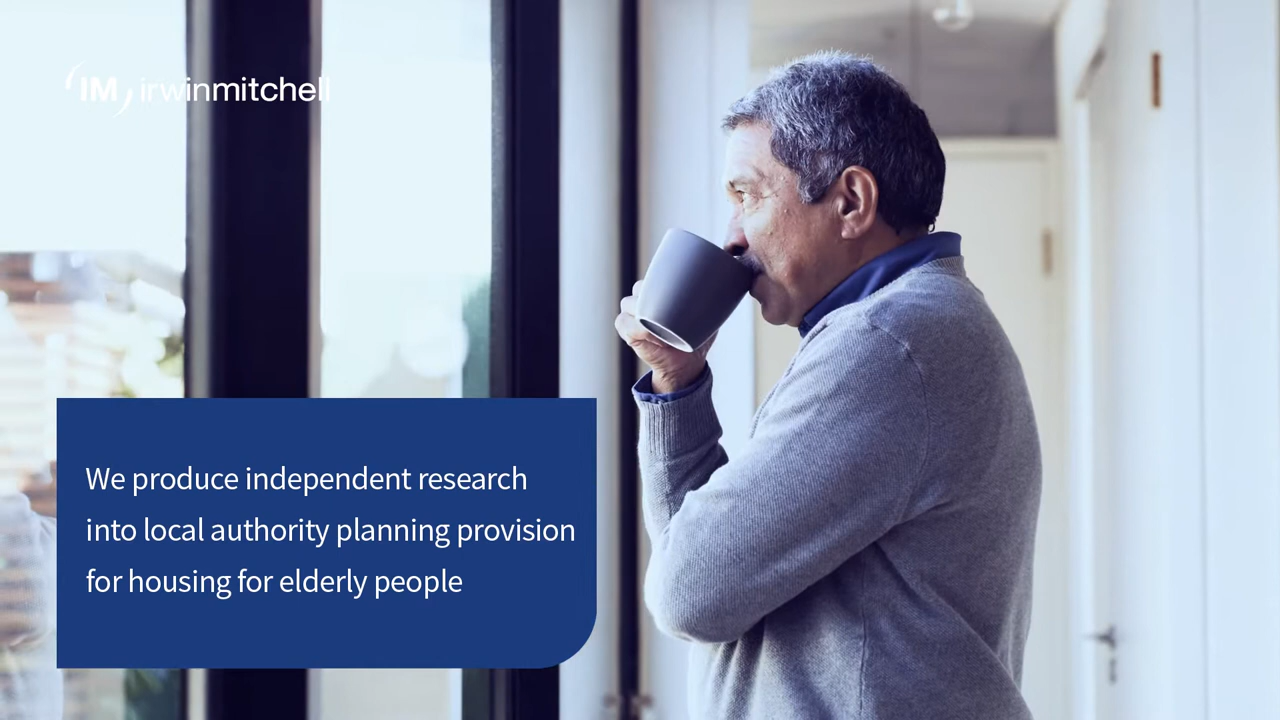 IM irwinmitchell
We produce independent research
into local authority planning provision
for housing for elderly people